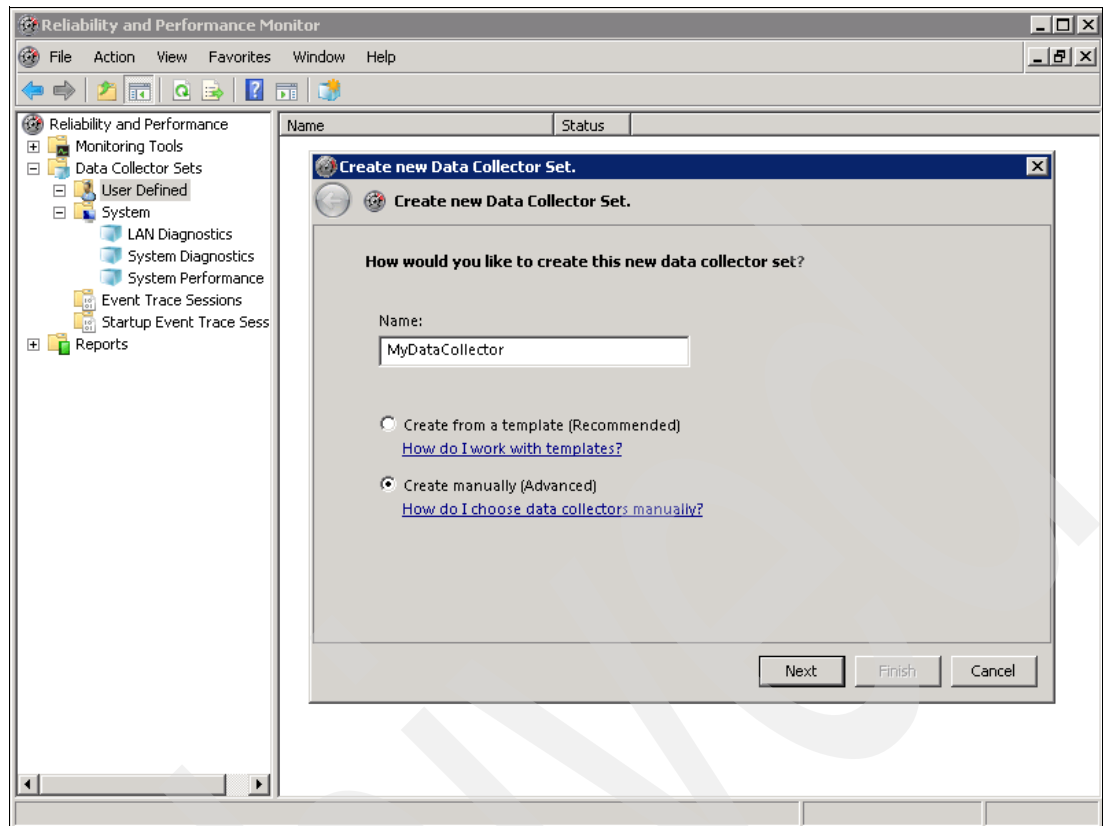 Reliability and Performance Monitor
File Action View Favorites Window Help
Reliability and Performance
Monitoring Tools
Data Collector Sets
User Defined
System
LAN Diagnostics
System Diagnostics
System Performance
Event Trace Sessions
Startup Event Trace Sess
Reports
Name Status
Create new Data Collector Set.
Create new Data Collector Set.
How would you like to create this new data collector set?
Name:
MyDataCollector
Create from a template (Recommended)
How do I work with templates?
Create manually (Advanced)
How do I choose data collectors manually?
Next Finish Cancel